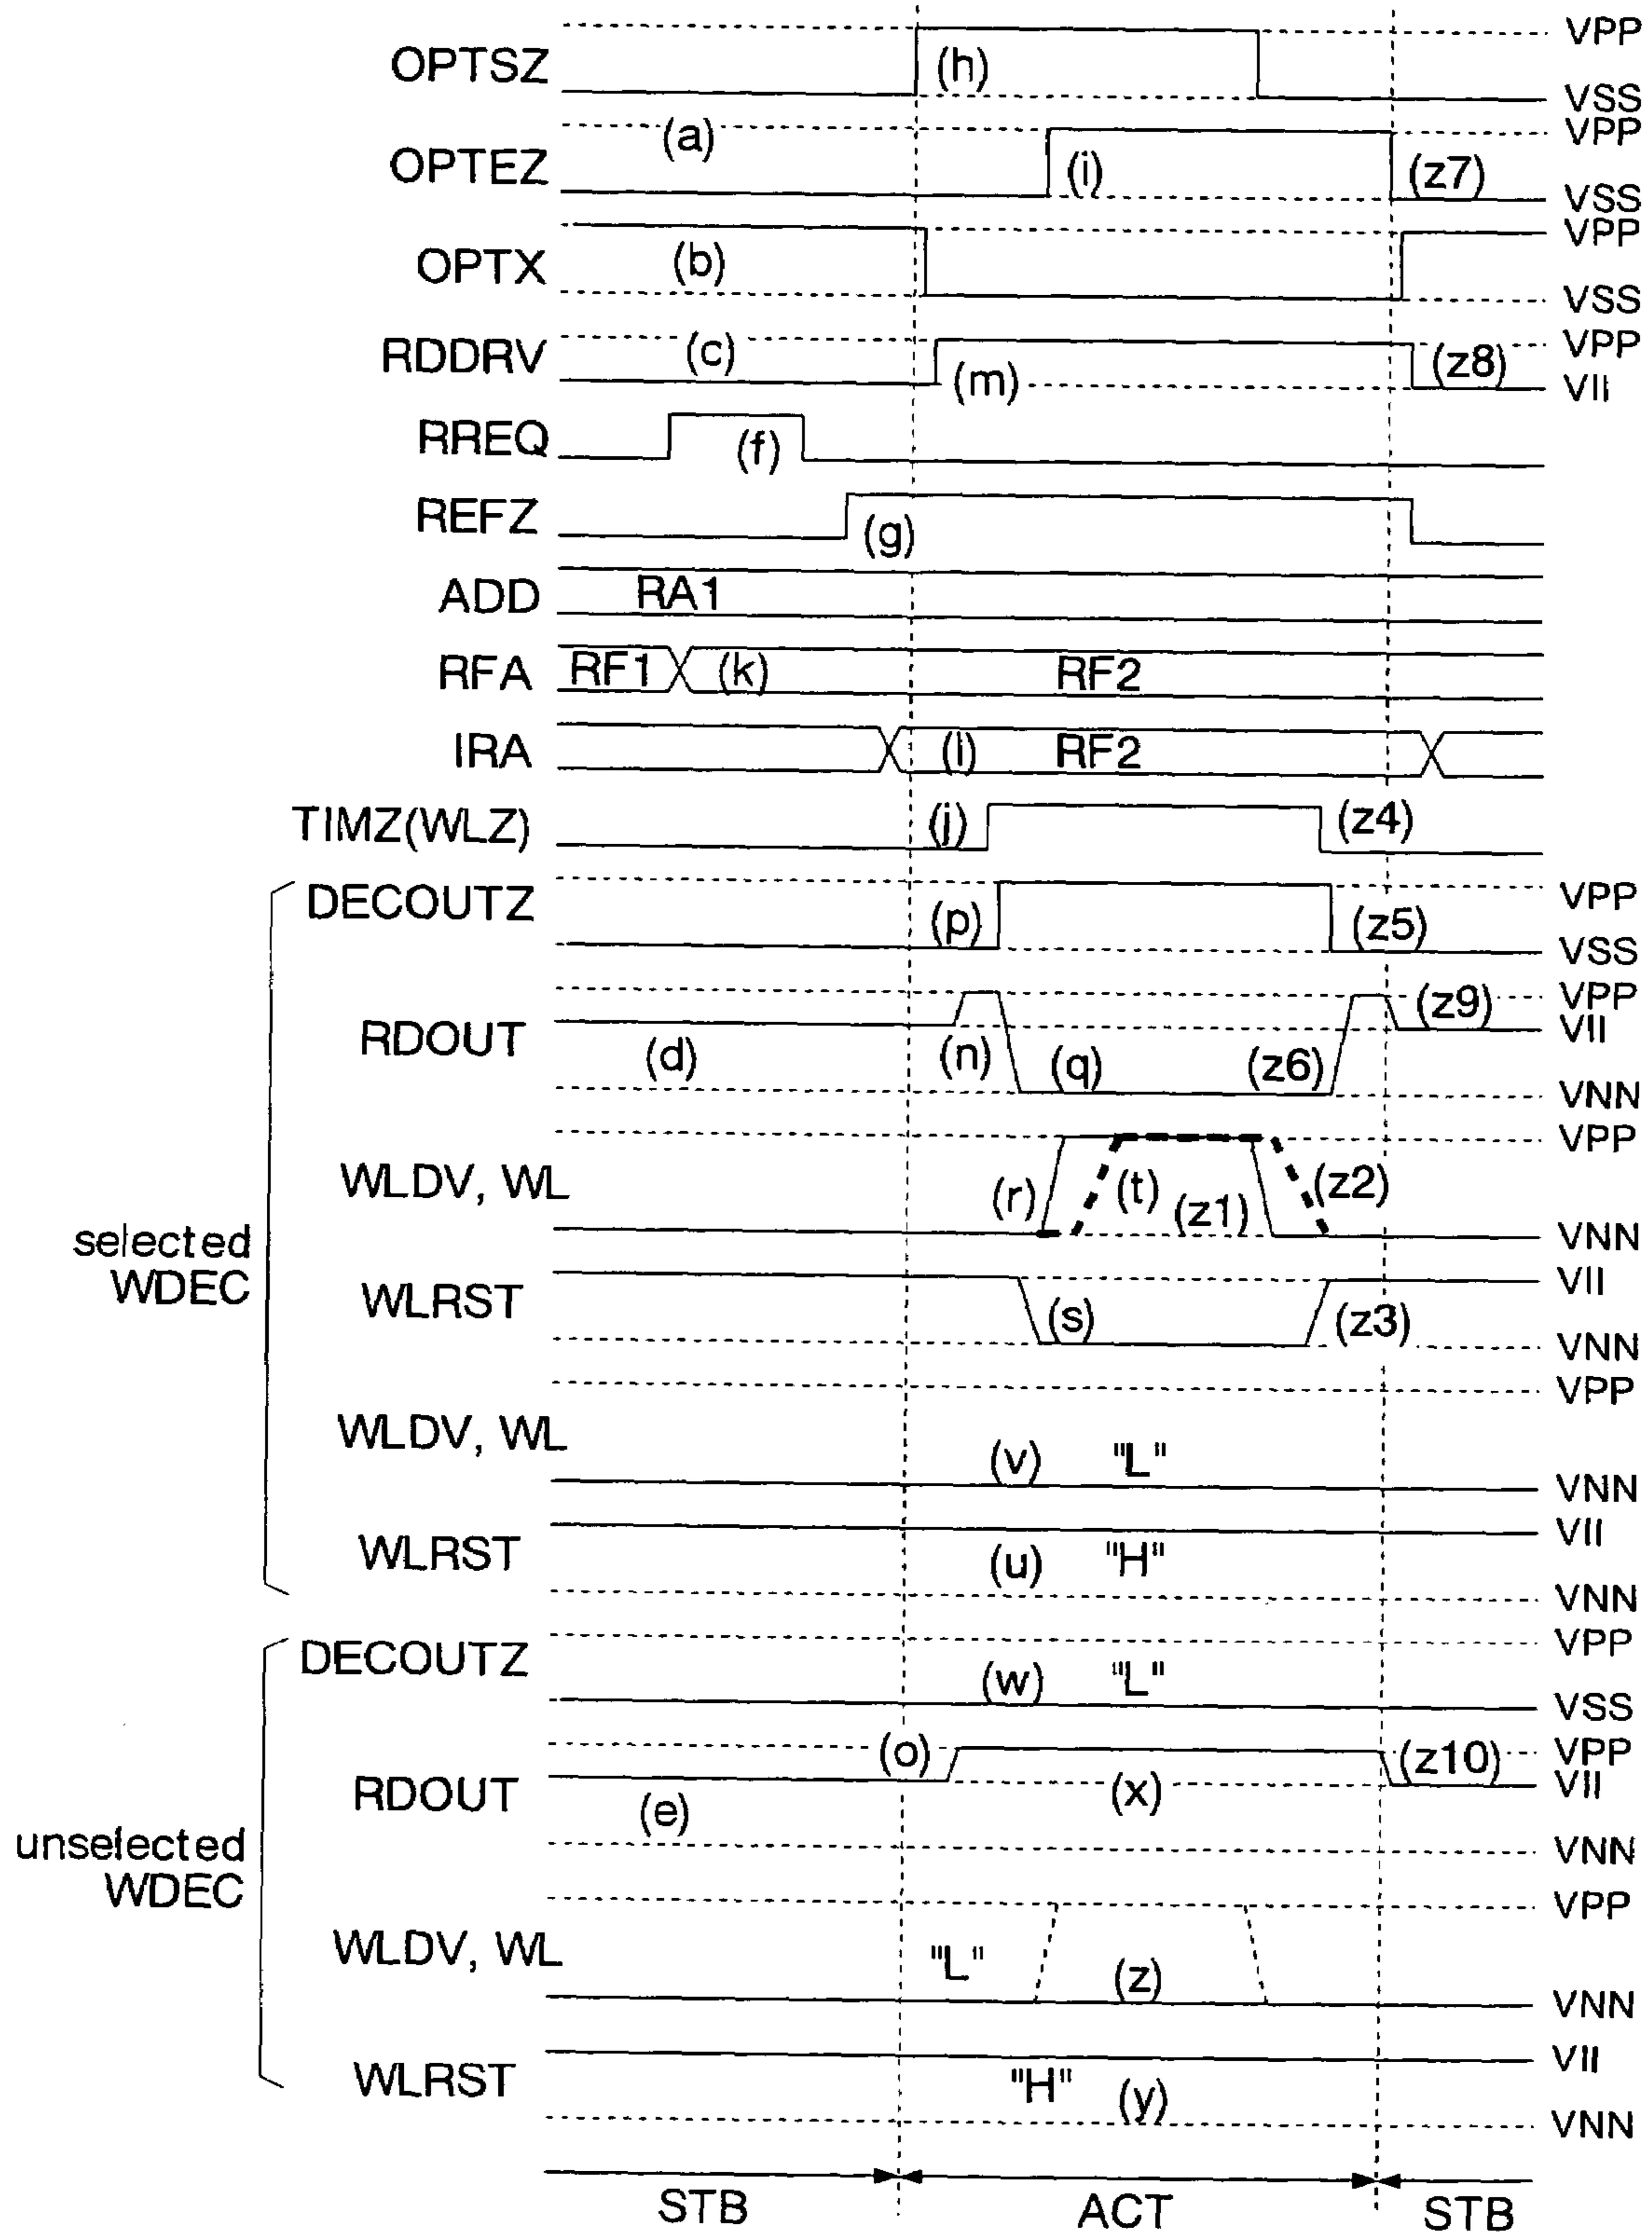 OPTSZ (h) VPP VSS
OPTEZ (a) (i) (z7) VPP VSS
OPTX (b) VPP VSS
RDDRV (c) (m) (z8) VPP VII
RREQ (f)
REFZ (g)
ADD RA1
RFA RF1 (k) RF2
IRA (l) RF2
TIMZ(WLZ) (j) (z4)
selected WDEC
DECOUTZ (p) (z5) VPP VSS
RDOUT (d) (n) (q) (z6) (z9) VPP VII VNN
WLDV, WL (r) (t) (z1) (z2) VPP VNN
WLRST (s) (z3) VII VNN
WLDV, WL (v) "L" VPP VNN
WLRST (u) "H" VII VNN
unselected WDEC
DECOUTZ (w) "L" VPP VSS
RDOUT (e) (o) (x) (z10) VPP VII VNN
WLDV, WL "L" (z) VPP VNN
WLRST "H" (y) VII VNN
STB ACT STB